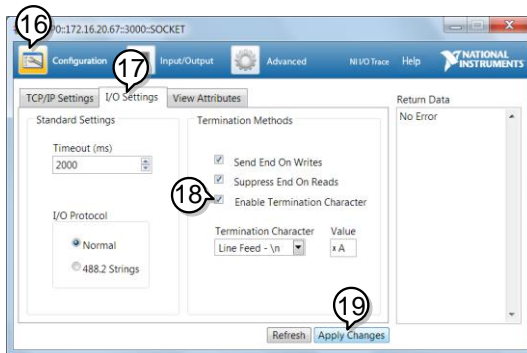 16
P0::172.16.20.67::3000::SOCKET
Configuration
Input/Output
Advanced
NI I/O Trace
Help
NATIONAL INSTRUMENTS
17
TCP/IP Settings
I/O Settings
View Attributes
Return Data
Standard Settings
Termination Methods
No Error
Timeout (ms)
2000
Send End On Writes
Suppress End On Reads
18
Enable Termination Character
I/O Protocol
Termination Character
Value
Normal
Line Feed - \n
x A
488.2 Strings
19
Refresh
Apply Changes